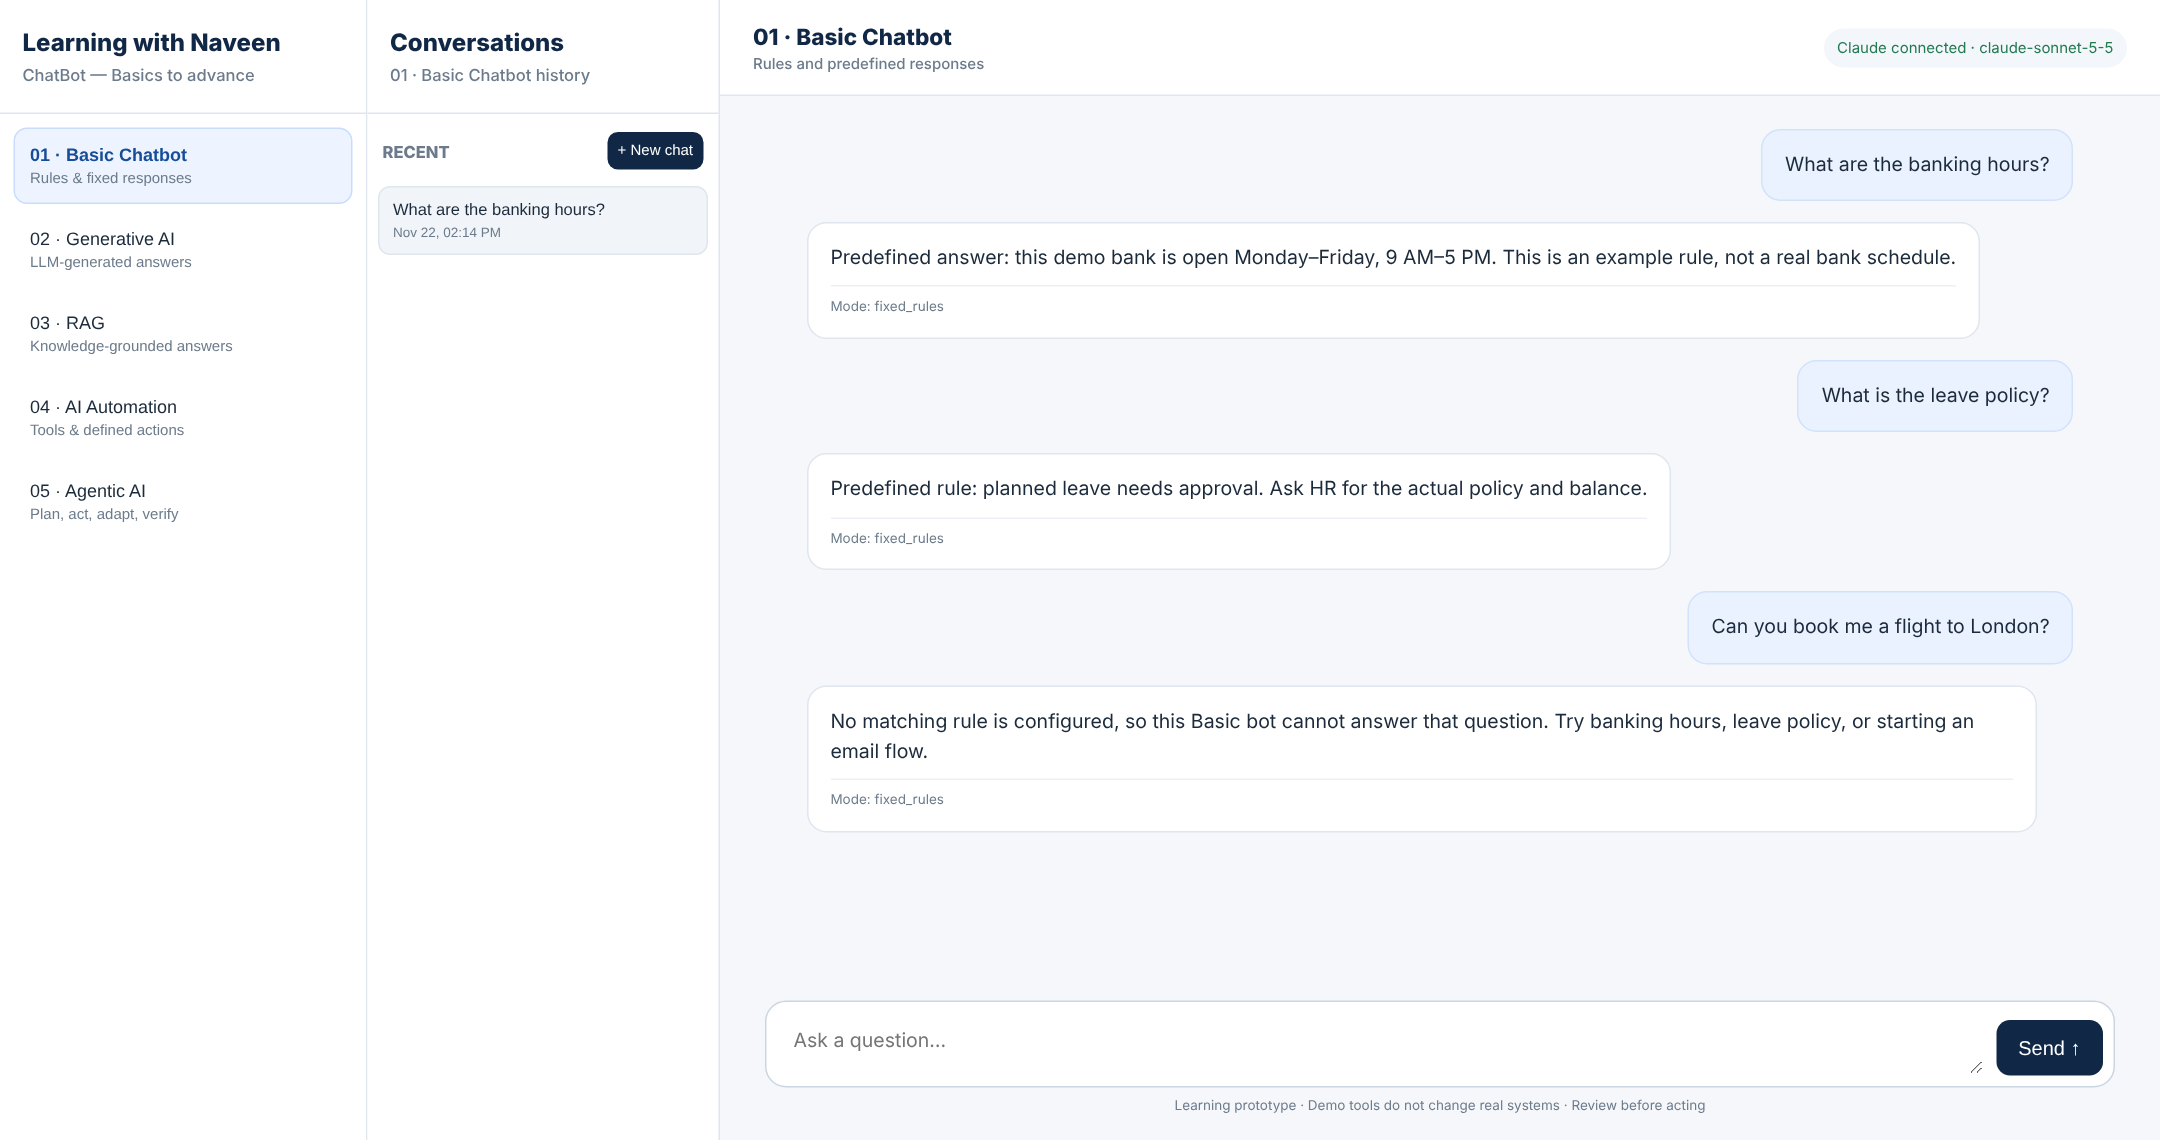 Learning with Naveen
ChatBot — Basics to advance
01 · Basic Chatbot
Rules & fixed responses
02 · Generative AI
LLM-generated answers
03 · RAG
Knowledge-grounded answers
04 · AI Automation
Tools & defined actions
05 · Agentic AI
Plan, act, adapt, verify
Conversations
01 · Basic Chatbot history
RECENT
+ New chat
What are the banking hours?
Nov 22, 02:14 PM
01 · Basic Chatbot
Rules and predefined responses
Claude connected · claude-sonnet-5-5
What are the banking hours?
Predefined answer: this demo bank is open Monday–Friday, 9 AM–5 PM. This is an example rule, not a real bank schedule.
Mode: fixed_rules
What is the leave policy?
Predefined rule: planned leave needs approval. Ask HR for the actual policy and balance.
Mode: fixed_rules
Can you book me a flight to London?
No matching rule is configured, so this Basic bot cannot answer that question. Try banking hours, leave policy, or starting an
email flow.
Mode: fixed_rules
Ask a question...
Send ↑
Learning prototype · Demo tools do not change real systems · Review before acting